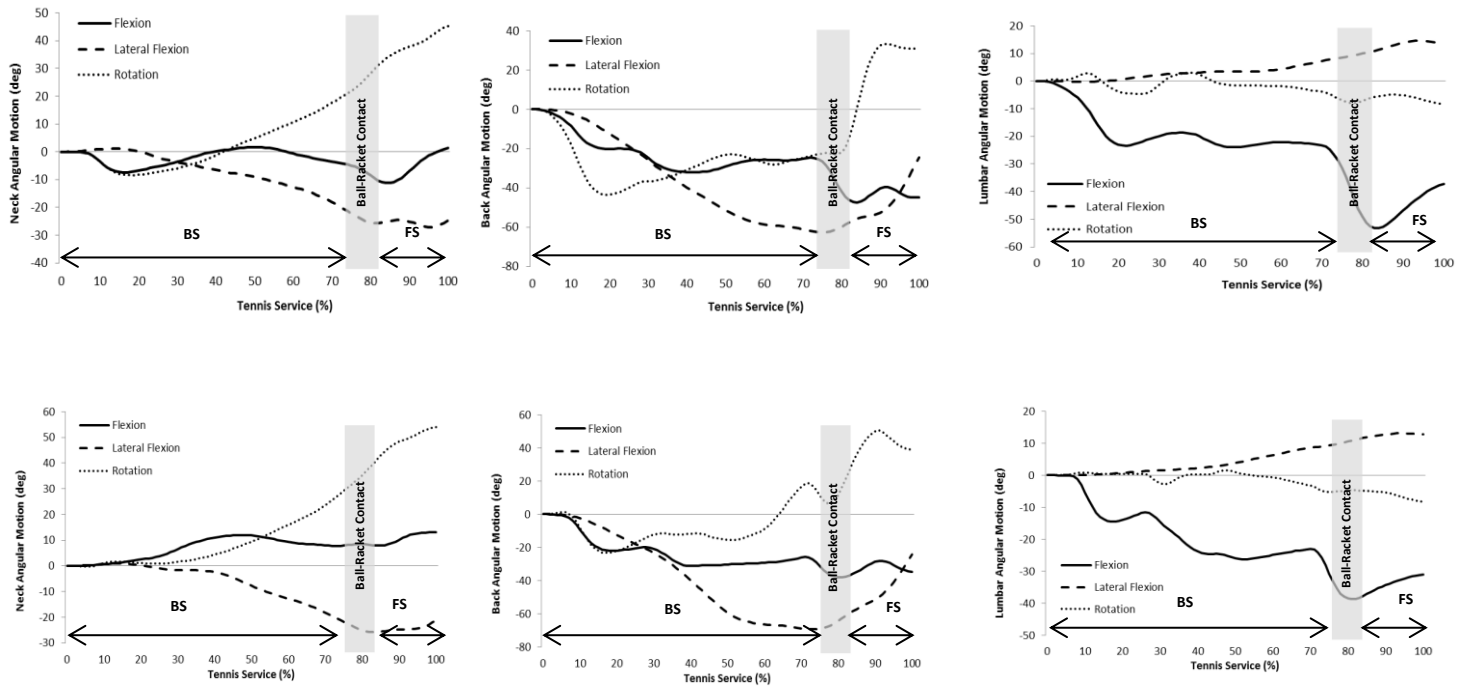 50
40
30
20
10
0
-10
-20
-30
-40
Neck Angular Motion (deg)
Flexion
Lateral Flexion
Rotation
Ball-Racket Contact
BS
FS
0 10 20 30 40 50 60 70 80 90 100
Tennis Service (%)
40
20
0
-20
-40
-60
-80
Back Angular Motion (deg)
Flexion
Lateral Flexion
Rotation
Ball-Racket Contact
BS
FS
0 10 20 30 40 50 60 70 80 90 100
Tennis Service (%)
20
10
0
-10
-20
-30
-40
-50
-60
Lumbar Angular Motion (deg)
Flexion
Lateral Flexion
Rotation
Ball-Racket Contact
BS
FS
0 10 20 30 40 50 60 70 80 90 100
Tennis Service (%)
60
50
40
30
20
10
0
-10
-20
-30
Neck Angular Motion (deg)
Flexion
Lateral Flexion
Rotation
Ball-Racket Contact
BS
FS
0 10 20 30 40 50 60 70 80 90 100
Tennis Service (%)
60
40
20
0
-20
-40
-60
-80
Back Angular Motion (deg)
Flexion
Lateral Flexion
Rotation
Ball-Racket Contact
BS
FS
0 10 20 30 40 50 60 70 80 90 100
Tennis Service (%)
20
10
0
-10
-20
-30
-40
-50
Lumbar Angular Motion (deg)
Flexion
Lateral Flexion
Rotation
Ball-Racket Contact
BS
FS
0 10 20 30 40 50 60 70 80 90 100
Tennis Service (%)